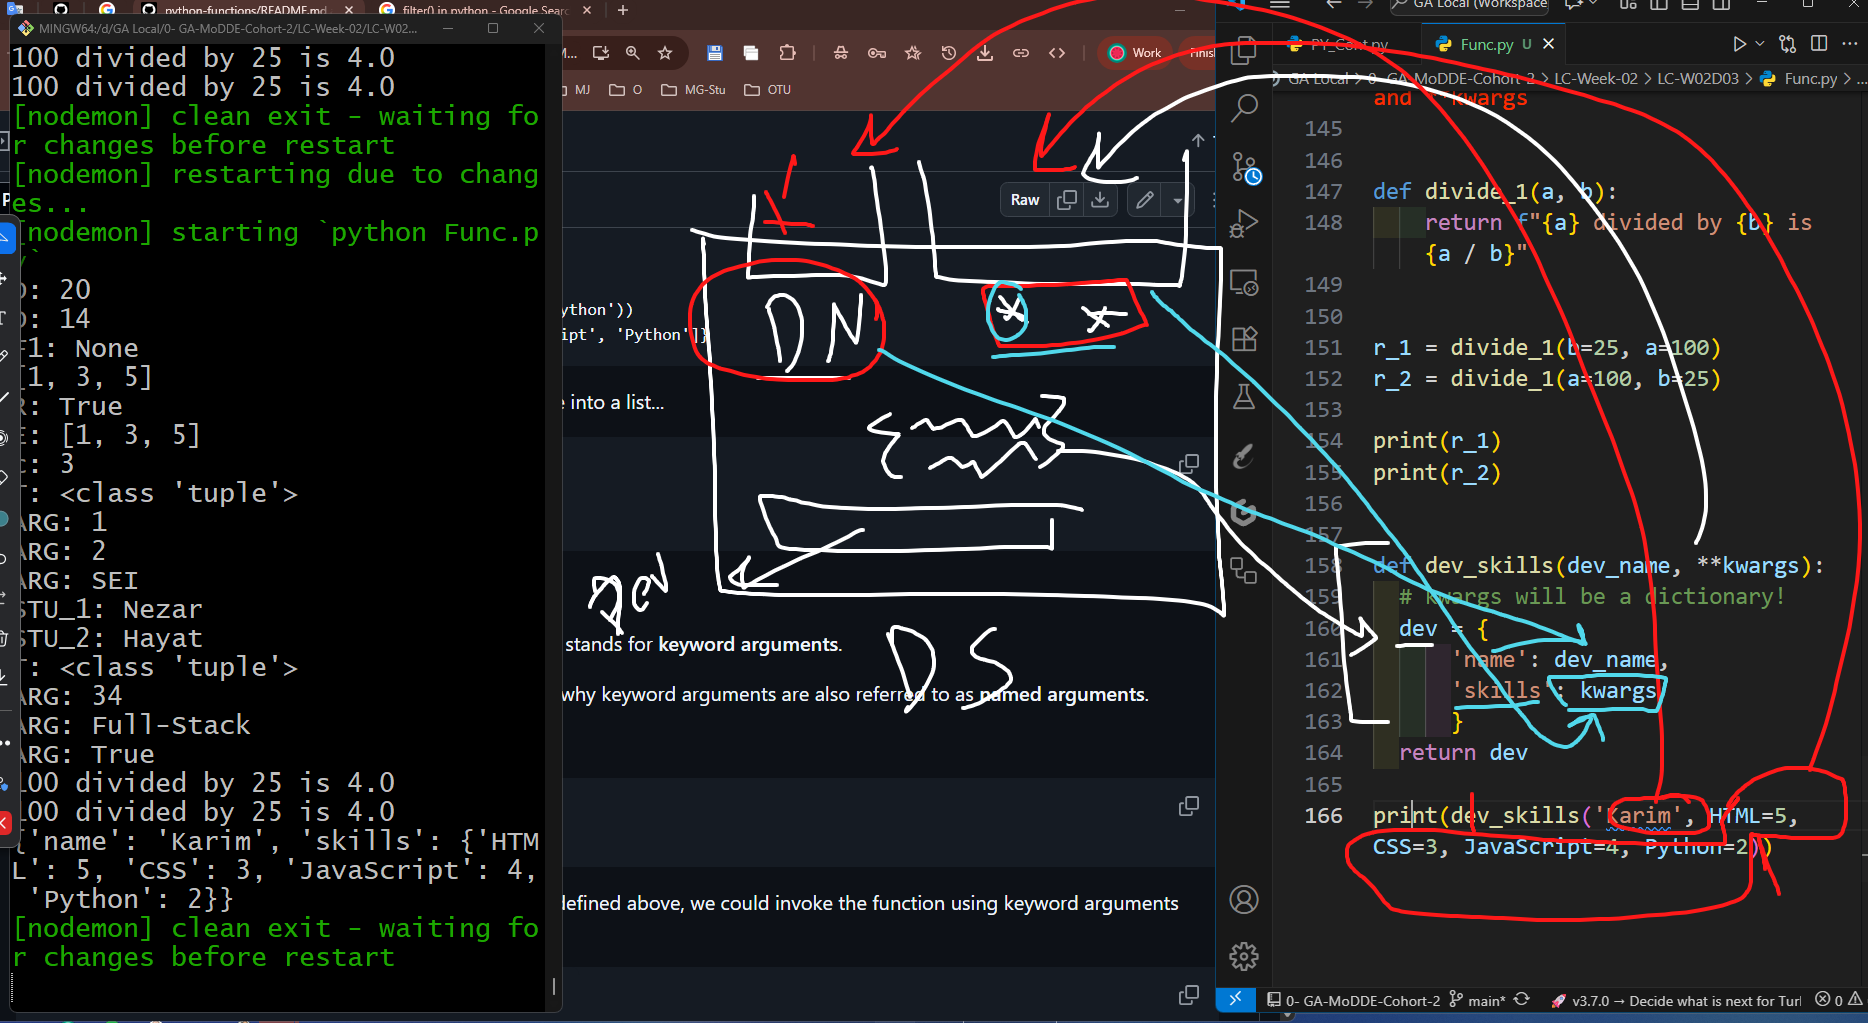 python-functions/README.md
filter() in python - Google Sear
MINGW64:/d/GA Local/0- GA-MoDDE-Cohort-2/LC-Week-02/LC-W02...
100 divided by 25 is 4.0
100 divided by 25 is 4.0
[nodemon] clean exit - waiting fo
r changes before restart
[nodemon] restarting due to chang
es...
[nodemon] starting `python Func.p
: 20
: 14
1: None
1, 3, 5]
: True
: [1, 3, 5]
: 3
: <class 'tuple'>
ARG: 1
ARG: 2
ARG: SEI
STU_1: Nezar
STU_2: Hayat
: <class 'tuple'>
ARG: 34
ARG: Full-Stack
ARG: True
100 divided by 25 is 4.0
100 divided by 25 is 4.0
{'name': 'Karim', 'skills': {'HTM
L': 5, 'CSS': 3, 'JavaScript': 4,
'Python': 2}}
[nodemon] clean exit - waiting fo
r changes before restart
Work
Finis
MJ
O
MG-Stu
OTU
Raw
DN
* *
ython'))
ipt', 'Python']}
into a list...
stands for keyword arguments.
DS
why keyword arguments are also referred to as named arguments.
defined above, we could invoke the function using keyword arguments
GA Local (Workspace
PY_Cont.py
Func.py U
GA Local > 0- GA-MoDDE-Cohort-2 > LC-Week-02 > LC-W02D03 > Func.py > ...
and **kwargs
145
146
147 def divide_1(a, b):
148 return f"{a} divided by {b} is
{a / b}"
149
150
151 r_1 = divide_1(b=25, a=100)
152 r_2 = divide_1(a=100, b=25)
153
154 print(r_1)
155 print(r_2)
156
157
158 def dev_skills(dev_name, **kwargs):
159 # kwargs will be a dictionary!
160 dev = {
161 'name': dev_name,
162 'skills': kwargs
163 }
164 return dev
165
166 print(dev_skills('Karim', HTML=5,
CSS=3, JavaScript=4, Python=2))
0- GA-MoDDE-Cohort-2 main* v3.7.0 → Decide what is next for Turl 0